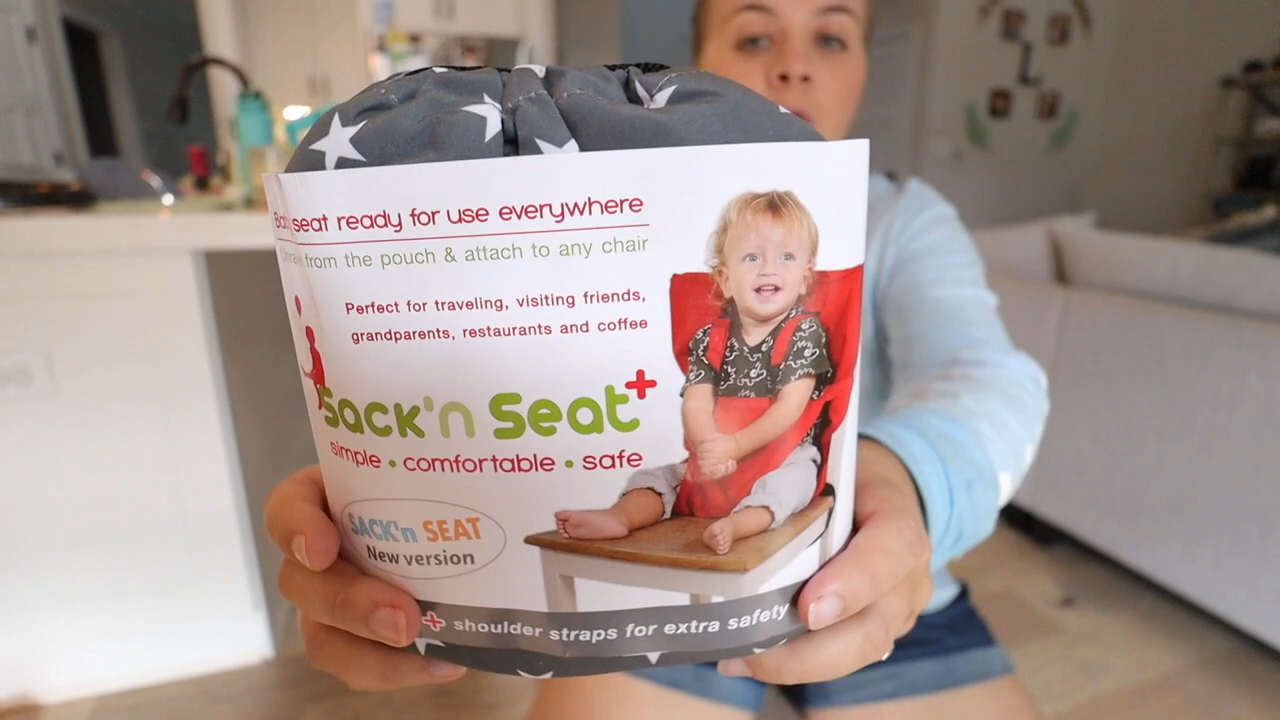 seat ready for use everywhere
from the pouch & attach to any chair
Perfect for traveling, visiting friends,
grandparents, restaurants and coffee
Sack'n Seat+
simple • comfortable • safe
SACK'n SEAT
New version
+ shoulder straps for extra safety